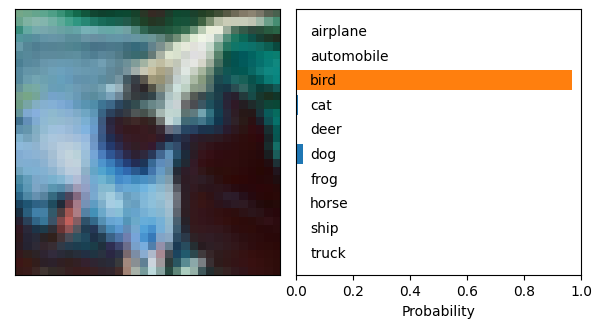 airplane
automobile
bird
cat
deer
dog
frog
horse
ship
truck
0.0 0.2 0.4 0.6 0.8 1.0
Probability